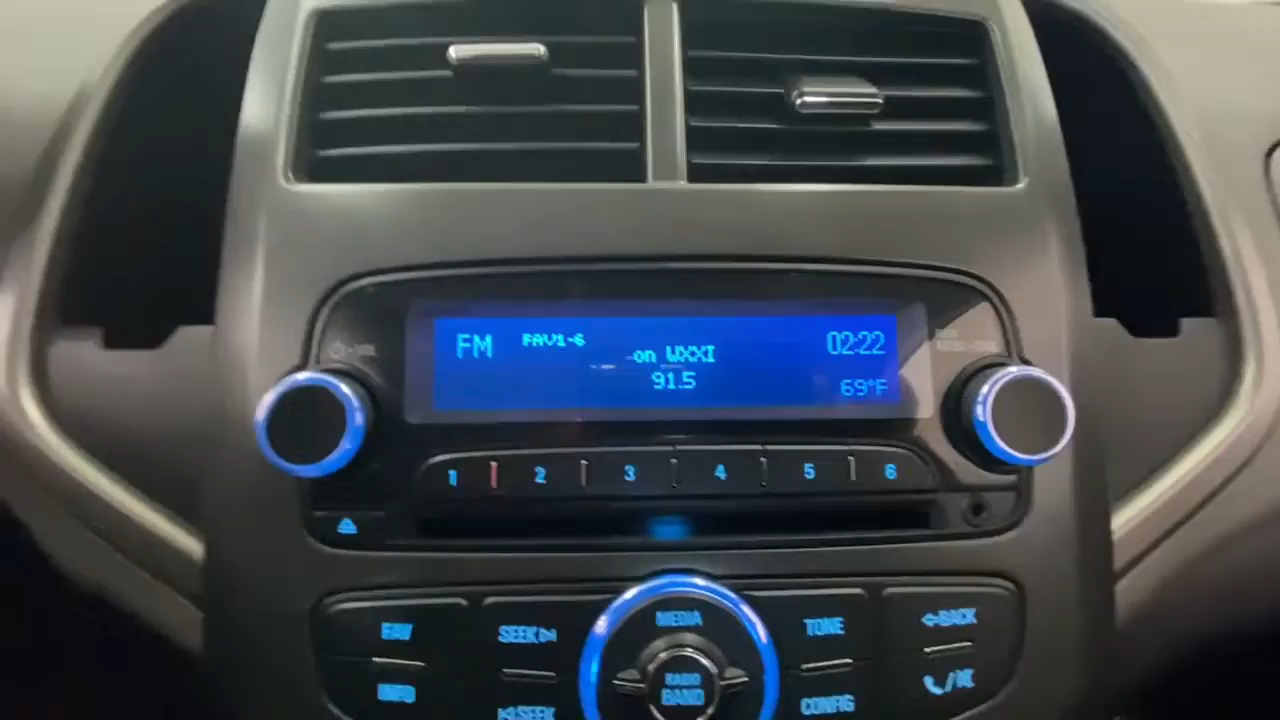 FM FAV1-6 02:22
-on WXXI
91.5 69°F
1 2 3 4 5 6
MEDIA
FAV SEEK TONE BACK
RADIO
INFO BAND
SEEK CONFIG